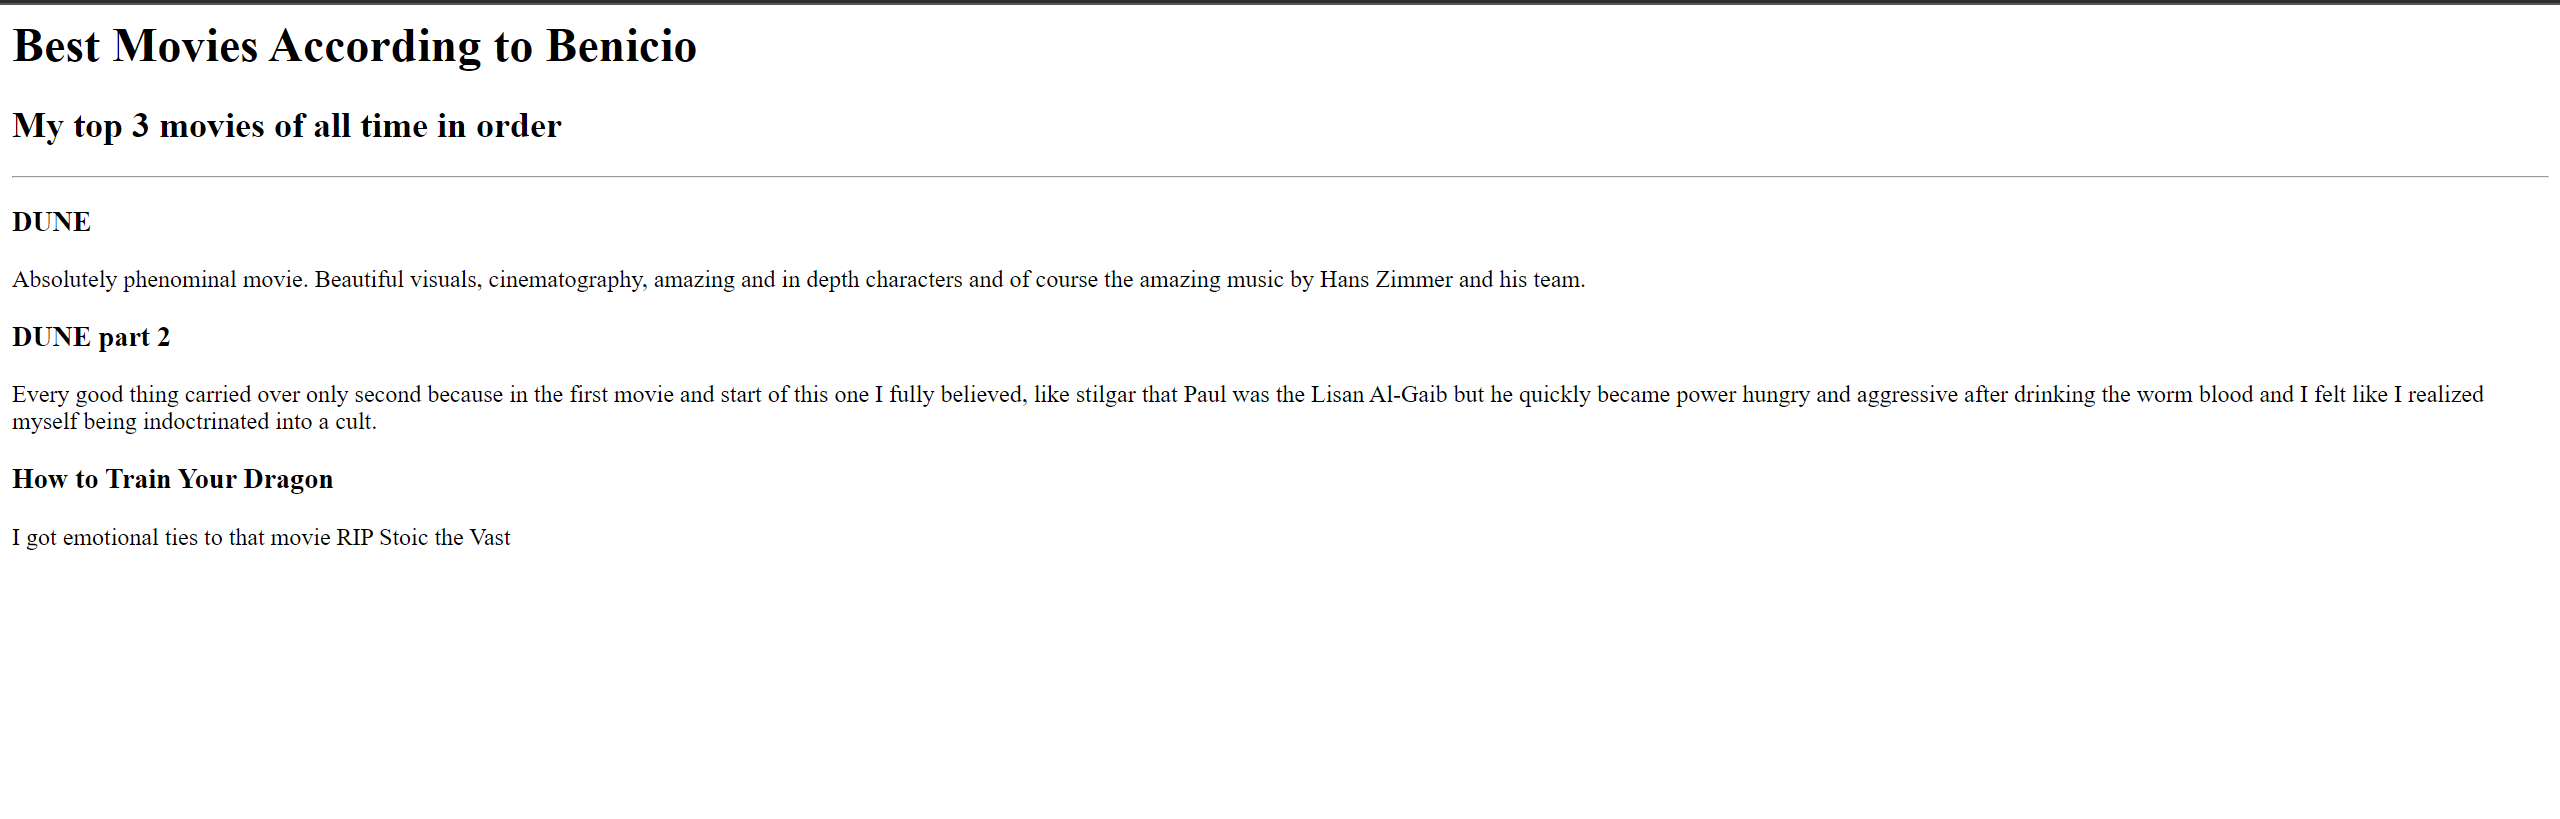 Best Movies According to Benicio
My top 3 movies of all time in order
DUNE
Absolutely phenominal movie. Beautiful visuals, cinematography, amazing and in depth characters and of course the amazing music by Hans Zimmer and his team.
DUNE part 2
Every good thing carried over only second because in the first movie and start of this one I fully believed, like stilgar that Paul was the Lisan Al-Gaib but he quickly became power hungry and aggressive after drinking the worm blood and I felt like I realized
myself being indoctrinated into a cult.
How to Train Your Dragon
I got emotional ties to that movie RIP Stoic the Vast